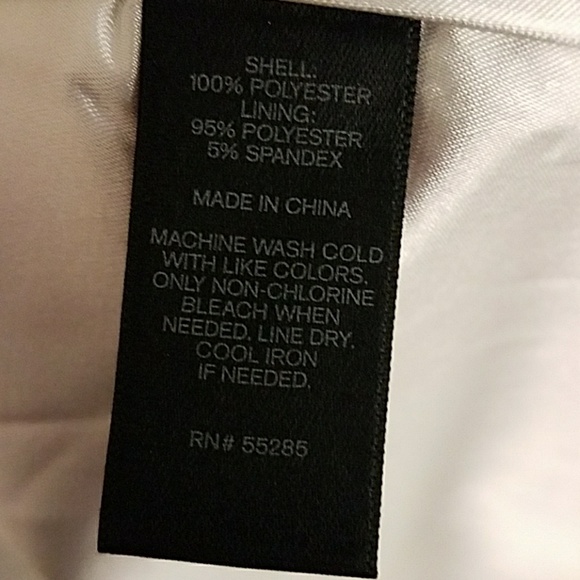 SHELL:
100% POLYESTER
LINING:
95% POLYESTER
5% SPANDEX
MADE IN CHINA
MACHINE WASH COLD
WITH LIKE COLORS.
ONLY NON-CHLORINE
BLEACH WHEN
NEEDED. LINE DRY.
COOL IRON
IF NEEDED.
RN# 55285